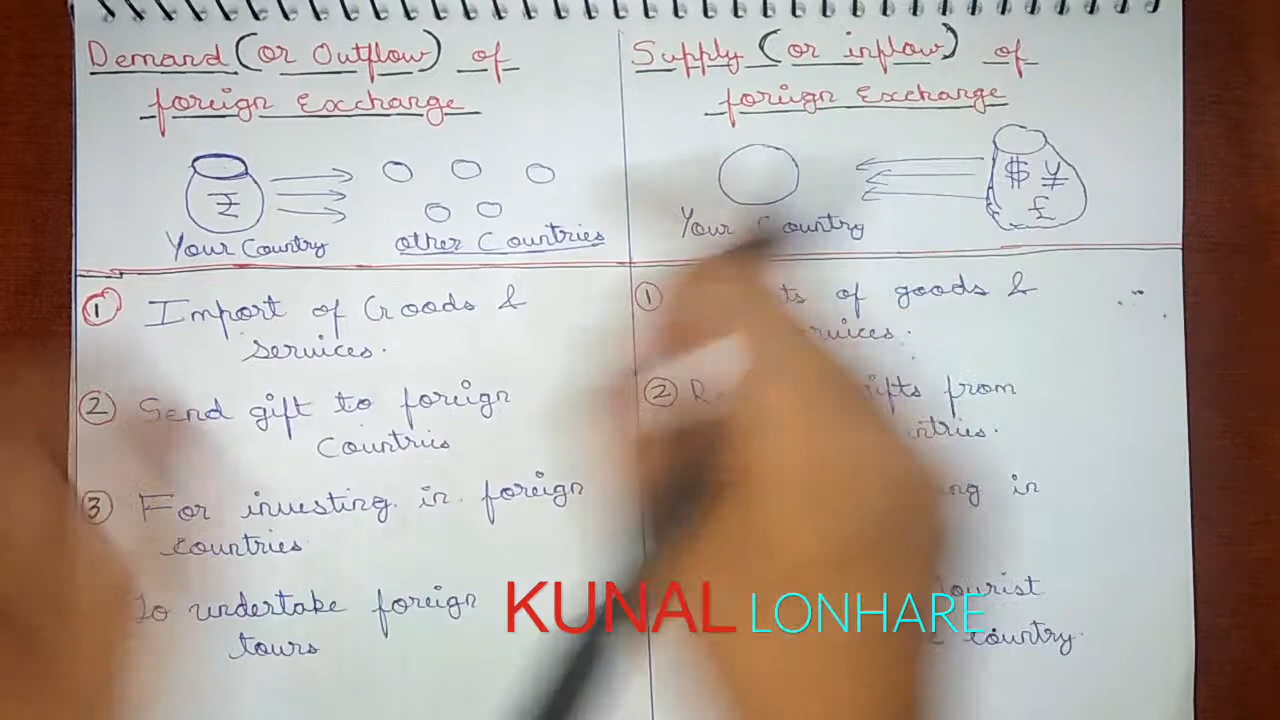 Demand (or Outflow) of
foreign Exchange
₹
Your Country
other Countries
① Import of Goods &
services.
② Send gift to foreign
Countries
③ For investing in foreign
countries
To undertake foreign
tours
Supply (or inflow) of
foreign Exchange
$ ¥
£
Your Country
① of goods &
② from
in
country.
KUNAL LONHARE